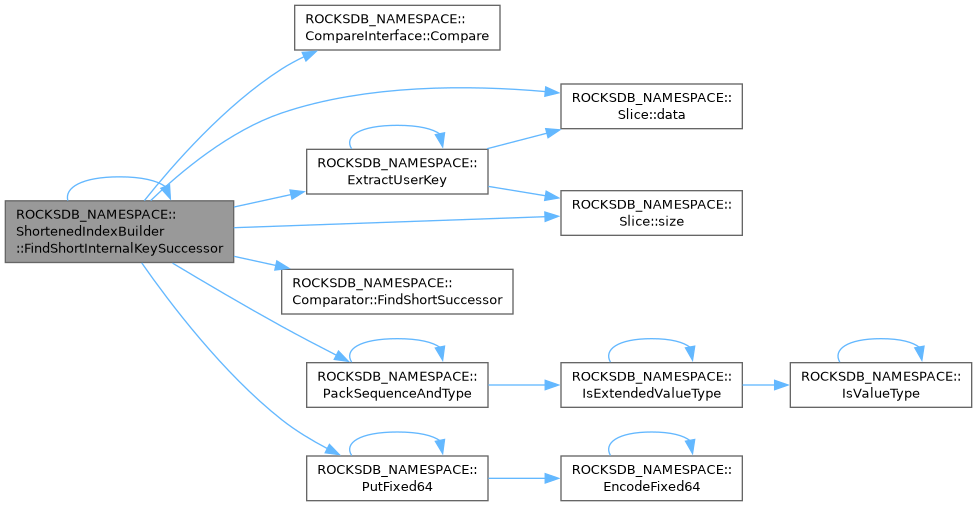 ROCKSDB_NAMESPACE::
CompareInterface::Compare
ROCKSDB_NAMESPACE::
Slice::data
ROCKSDB_NAMESPACE::
ExtractUserKey
ROCKSDB_NAMESPACE::
ShortenedIndexBuilder
::FindShortInternalKeySuccessor
ROCKSDB_NAMESPACE::
Slice::size
ROCKSDB_NAMESPACE::
Comparator::FindShortSuccessor
ROCKSDB_NAMESPACE::
PackSequenceAndType
ROCKSDB_NAMESPACE::
IsExtendedValueType
ROCKSDB_NAMESPACE::
IsValueType
ROCKSDB_NAMESPACE::
PutFixed64
ROCKSDB_NAMESPACE::
EncodeFixed64